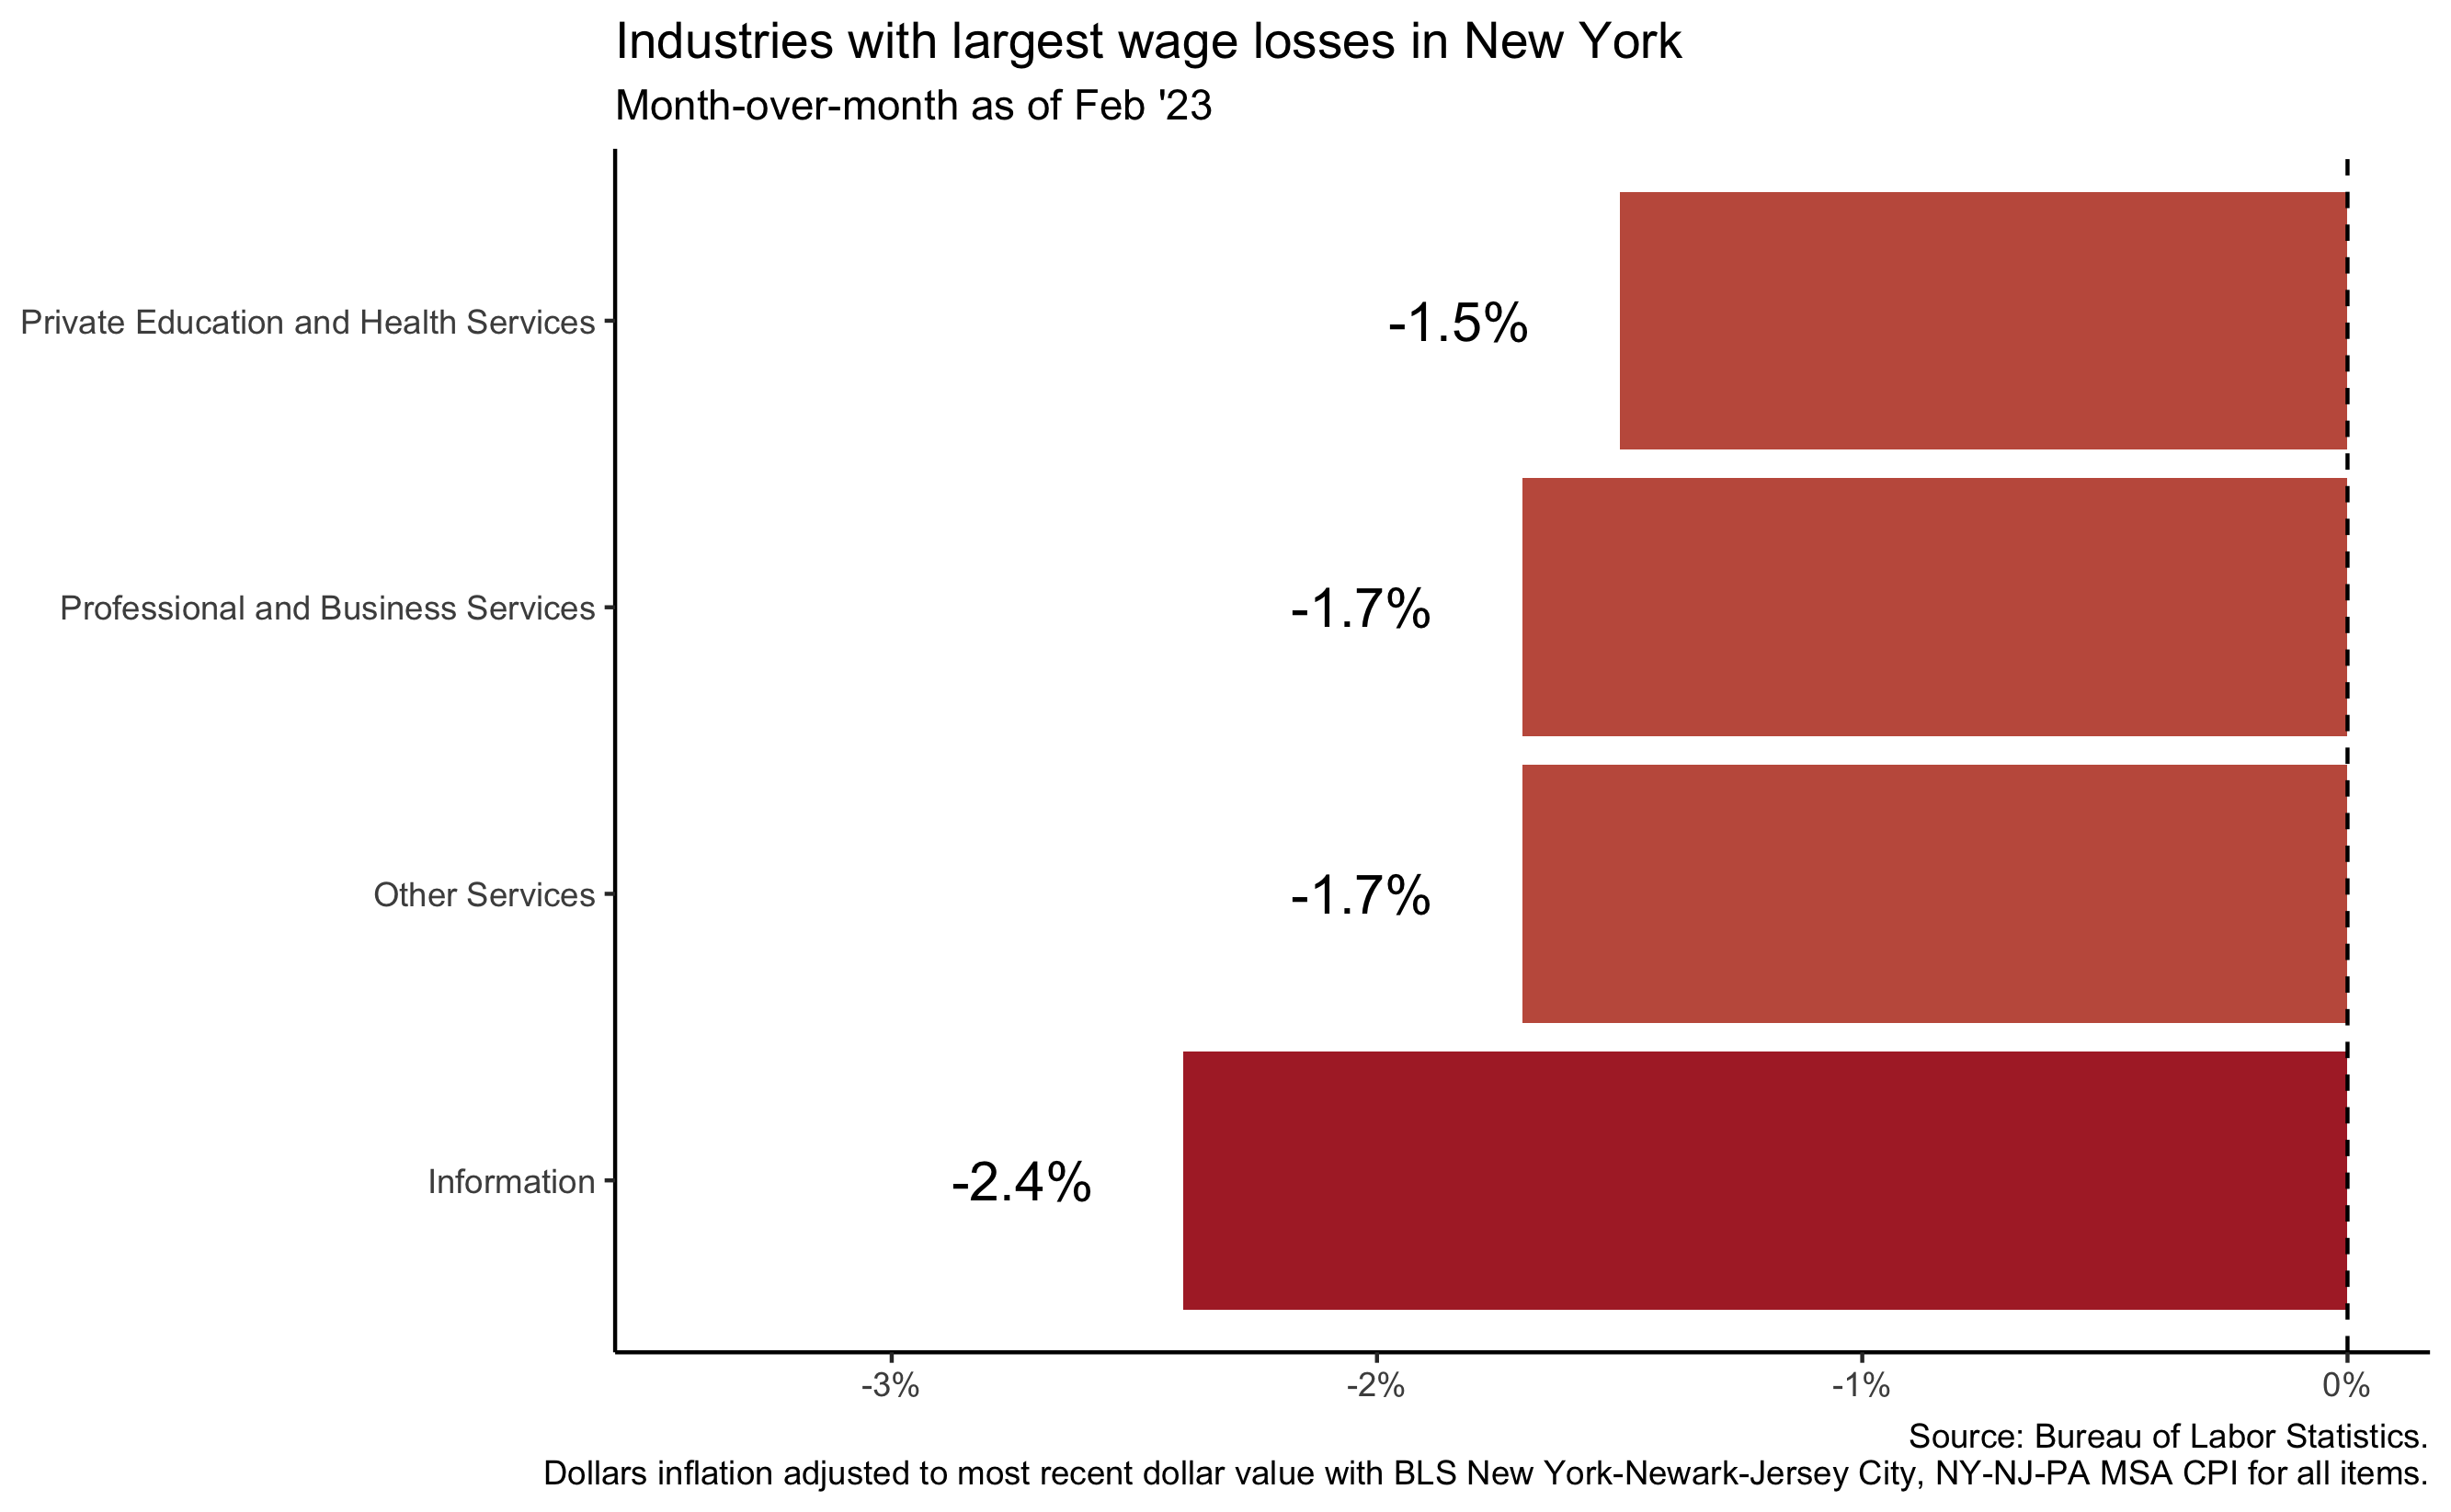 Industries with largest wage losses in New York
Month-over-month as of Feb '23
Private Education and Health Services
-1.5%
Professional and Business Services
-1.7%
Other Services
-1.7%
Information
-2.4%
-3%
-2%
-1%
0%
Source: Bureau of Labor Statistics.
Dollars inflation adjusted to most recent dollar value with BLS New York-Newark-Jersey City, NY-NJ-PA MSA CPI for all items.